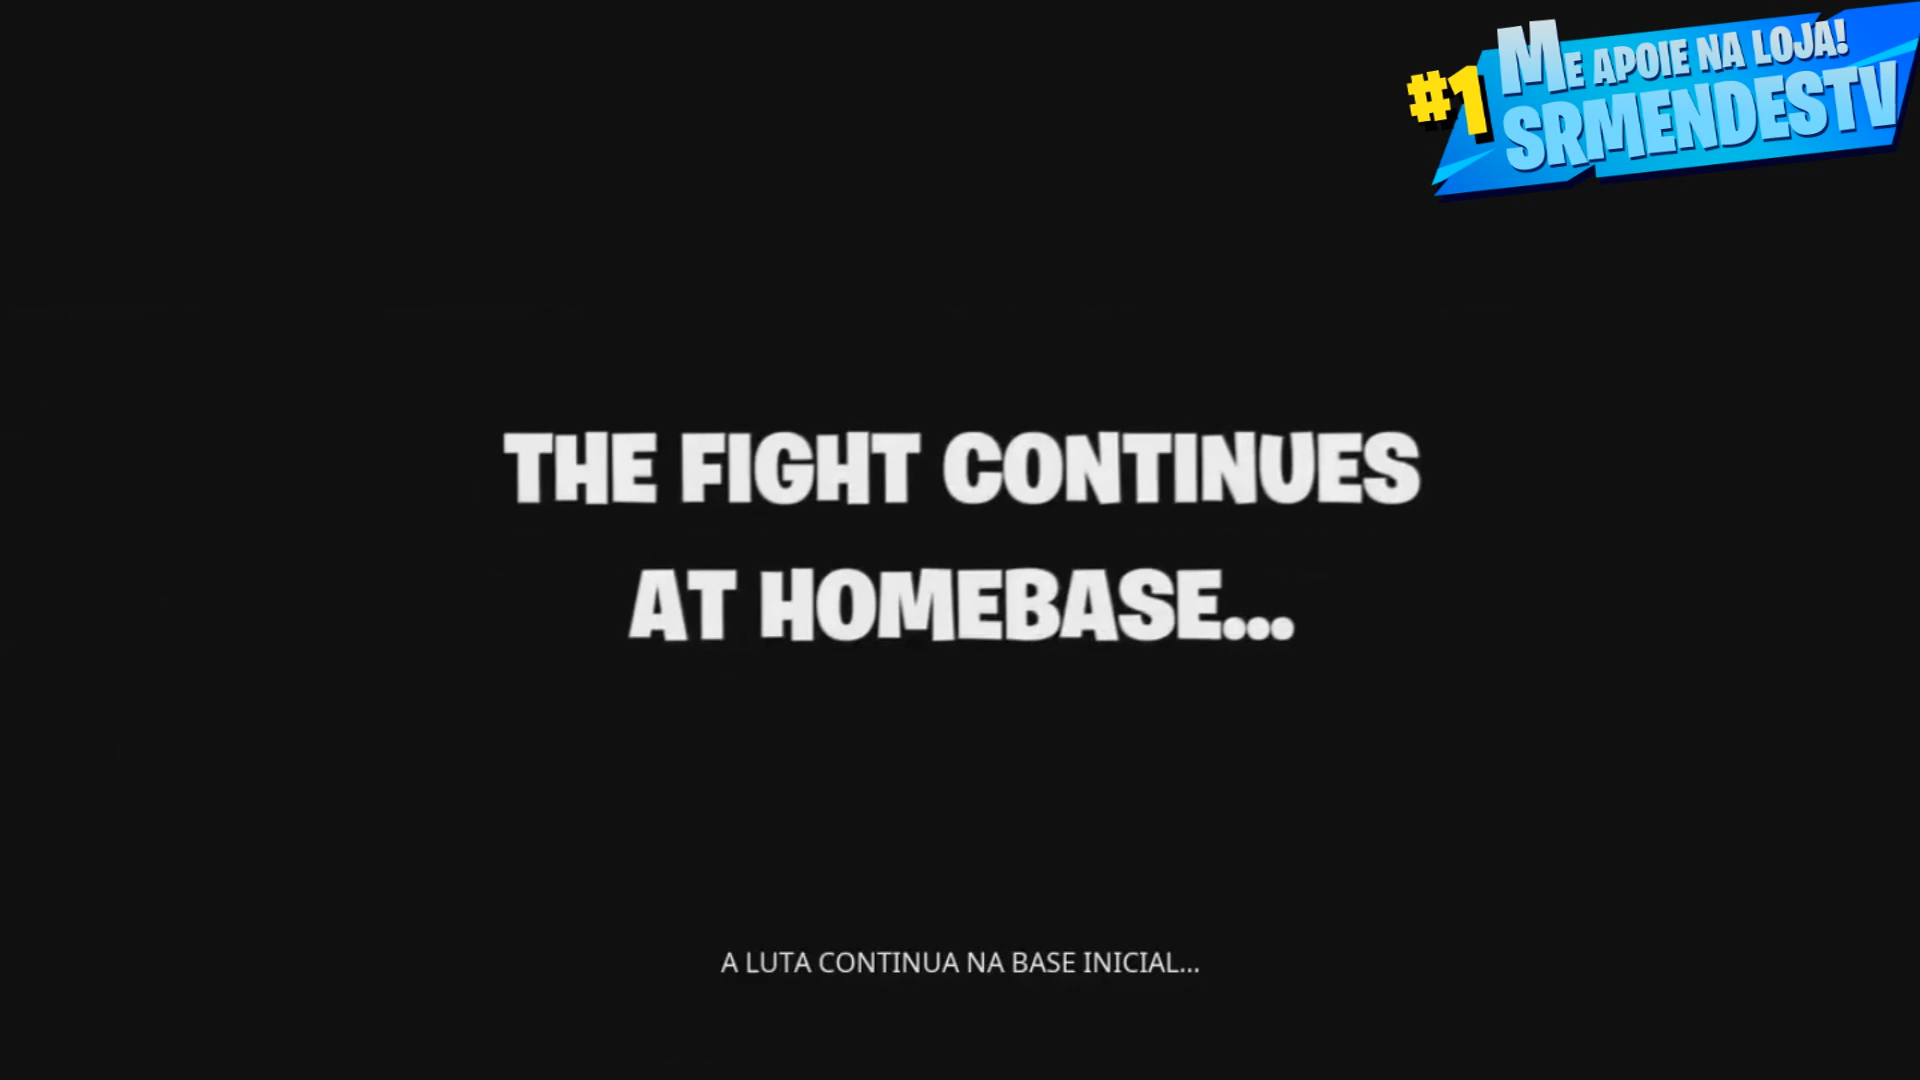 ME APOIE NA LOJA!
#1 SRMENDESTV
THE FIGHT CONTINUES
AT HOMEBASE...
A LUTA CONTINUA NA BASE INICIAL...